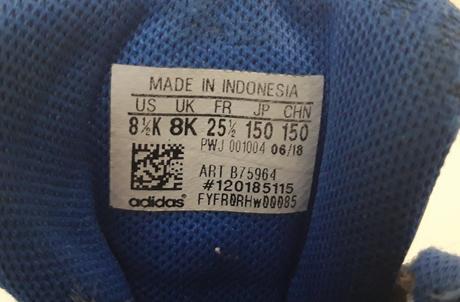 MADE IN INDONESIA
US UK FR JP CHN
8½K 8K 25½ 150 150
PWJ 001004 06/18
ART B75964
#120185115
adidas FYFR0RHw00085